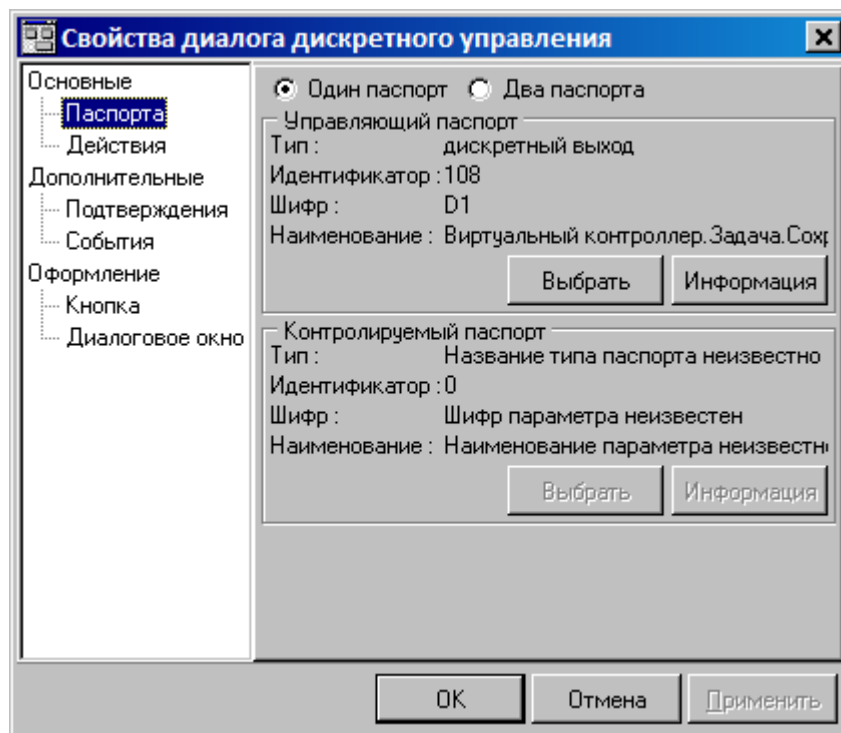 Свойства диалога дискретного управления
Основные
Паспорта
Действия
Дополнительные
Подтверждения
События
Оформление
Кнопка
Диалоговое окно
Один паспорт Два паспорта
Управляющий паспорт
Тип : дискретный выход
Идентификатор : 108
Шифр : D1
Наименование : Виртуальный контроллер.Задача.Сохр
Выбрать Информация
Контролируемый паспорт
Тип : Название типа паспорта неизвестно
Идентификатор : 0
Шифр : Шифр параметра неизвестен
Наименование : Наименование параметра неизвестн
Выбрать Информация
OK Отмена Применить